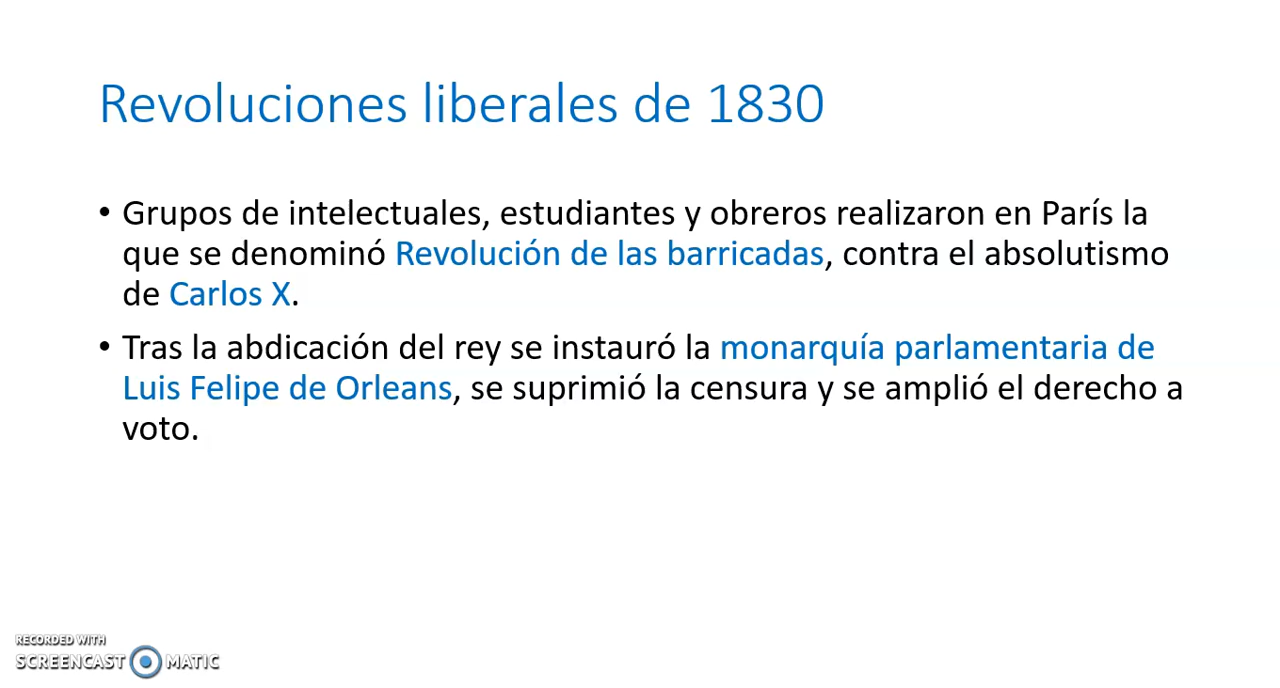 Revoluciones liberales de 1830
• Grupos de intelectuales, estudiantes y obreros realizaron en París la
que se denominó Revolución de las barricadas, contra el absolutismo
de Carlos X.
• Tras la abdicación del rey se instauró la monarquía parlamentaria de
Luis Felipe de Orleans, se suprimió la censura y se amplió el derecho a
voto.
RECORDED WITH
SCREENCAST MATIC